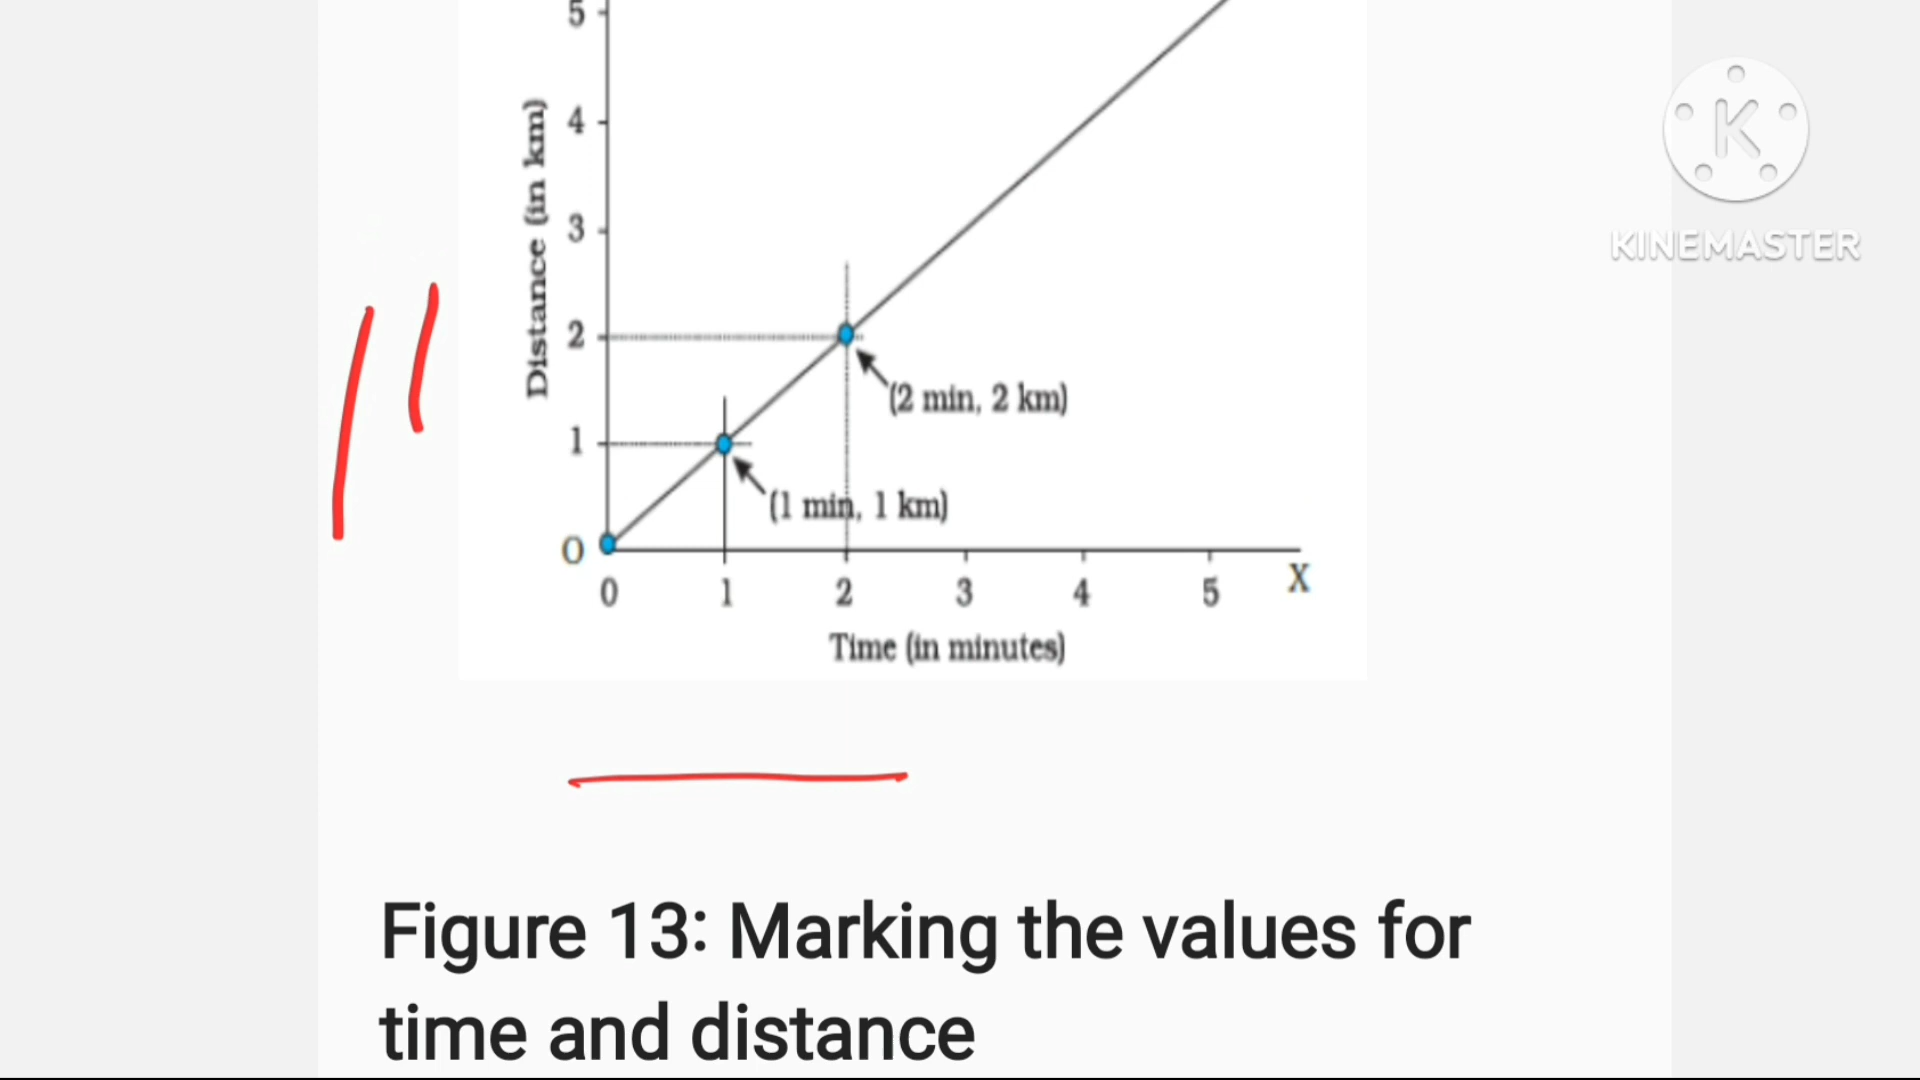 5
4
3
2
1
0
Distance (in km)
(2 min, 2 km)
(1 min, 1 km)
0 1 2 3 4 5 X
Time (in minutes)
K
KINEMASTER
Figure 13: Marking the values for
time and distance